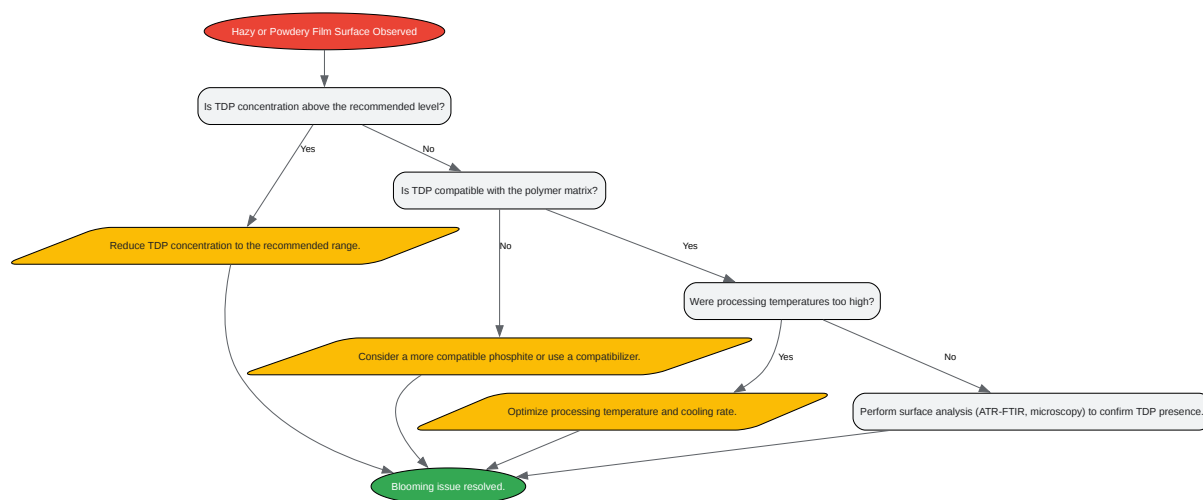 Hazy or Powdery Film Surface Observed
Is TDP concentration above the recommended level?
Yes
No
Is TDP compatible with the polymer matrix?
Reduce TDP concentration to the recommended range.
No
Yes
Were processing temperatures too high?
Consider a more compatible phosphite or use a compatibilizer.
Yes
No
Optimize processing temperature and cooling rate.
Perform surface analysis (ATR-FTIR, microscopy) to confirm TDP presence.
Blooming issue resolved.